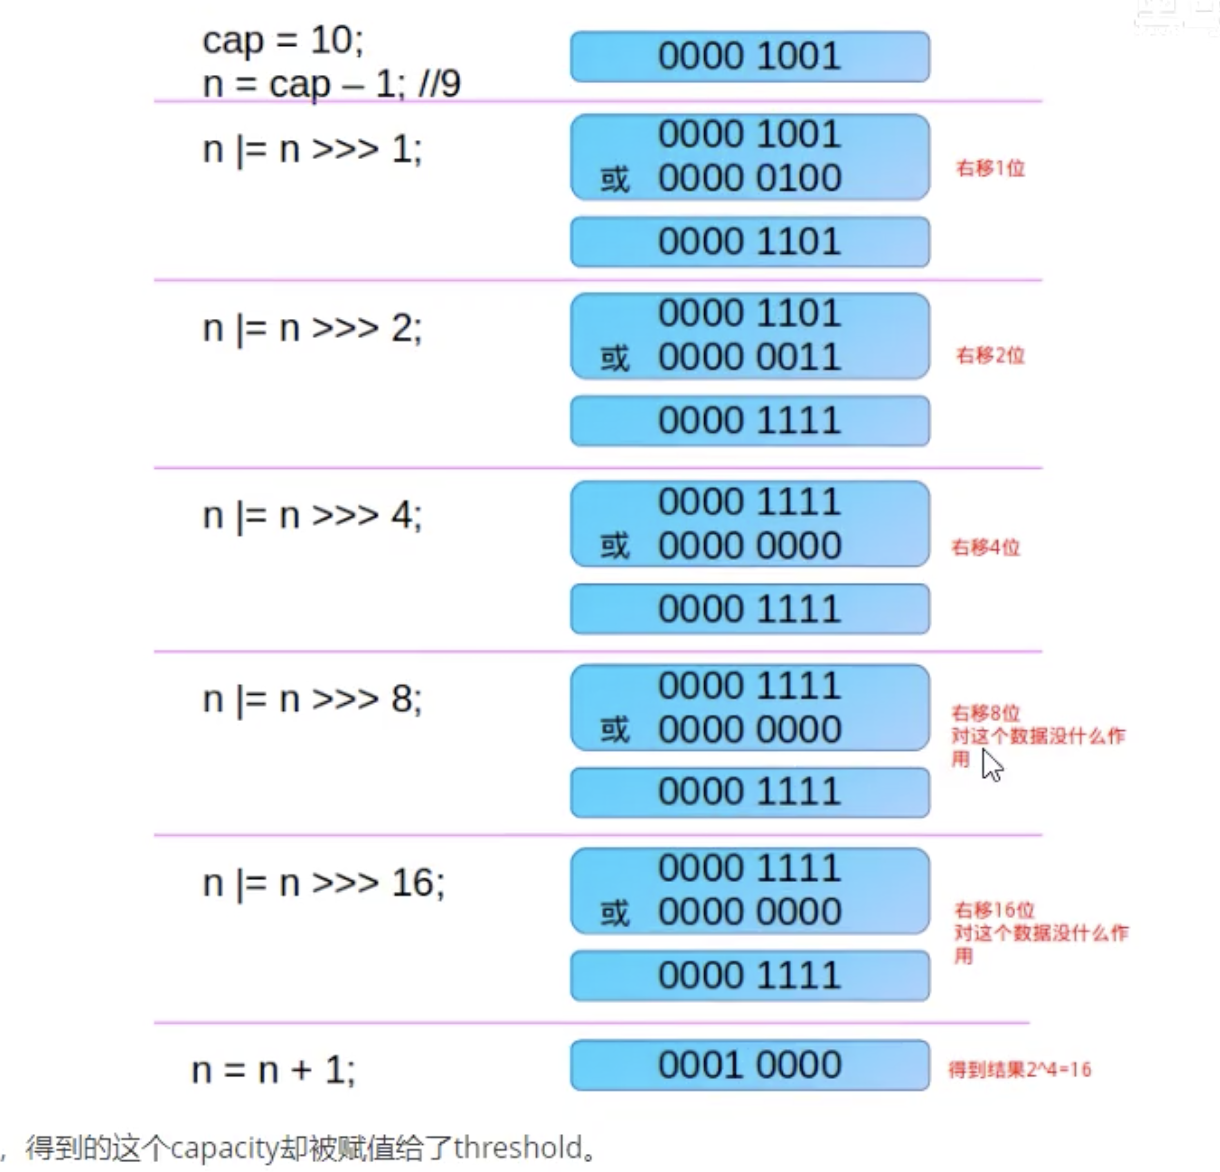 cap = 10;
n = cap – 1; //9
0000 1001
n |= n >>> 1;
0000 1001
或 0000 0100
右移1位
0000 1101
n |= n >>> 2;
0000 1101
或 0000 0011
右移2位
0000 1111
n |= n >>> 4;
0000 1111
或 0000 0000
右移4位
0000 1111
n |= n >>> 8;
0000 1111
或 0000 0000
右移8位
对这个数据没什么作
用
0000 1111
n |= n >>> 16;
0000 1111
或 0000 0000
右移16位
对这个数据没什么作
用
0000 1111
n = n + 1;
0001 0000
得到结果2^4=16
，得到的这个capacity却被赋值给了threshold。